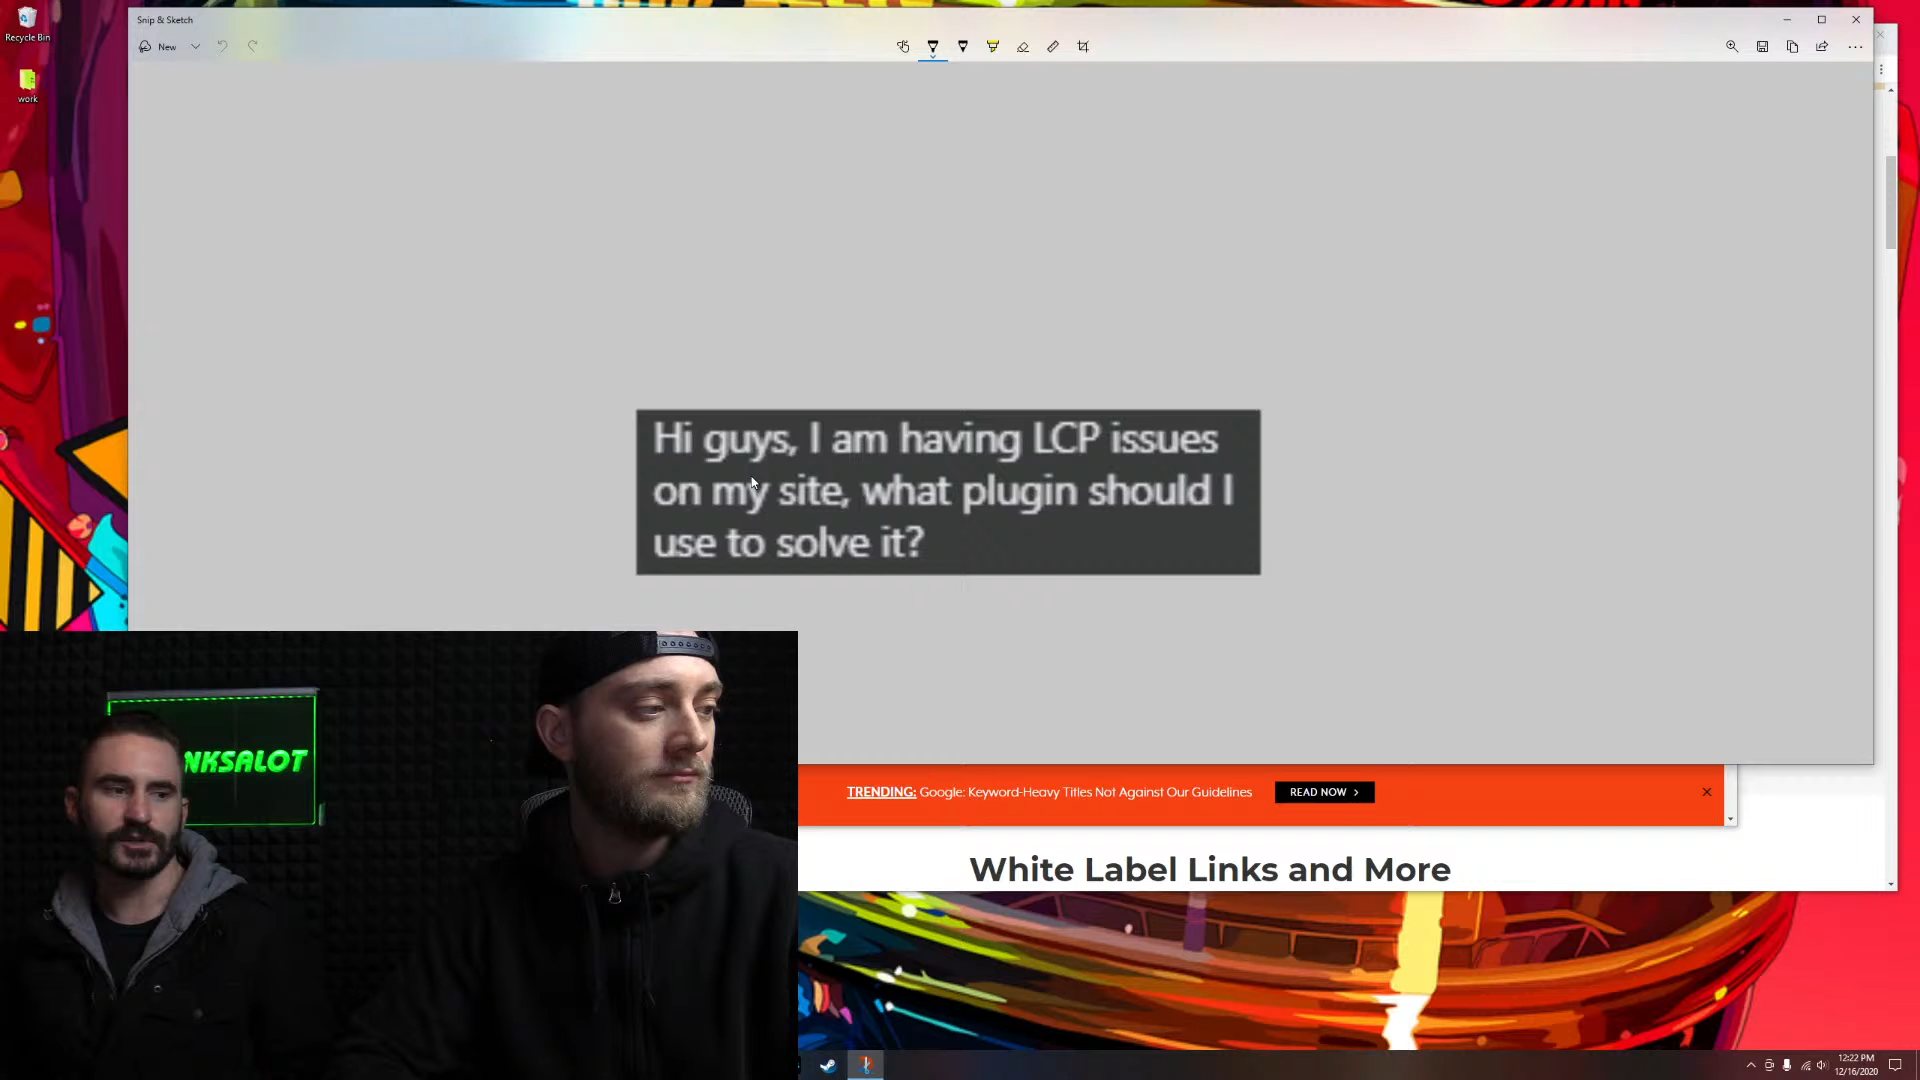 Snip & Sketch
New
Recycle Bin
work
Hi guys, I am having LCP issues
on my site, what plugin should I
use to solve it?
NKSALOT
TRENDING: Google: Keyword-Heavy Titles Not Against Our Guidelines
READ NOW >
White Label Links and More
12:22 PM
12/16/2020